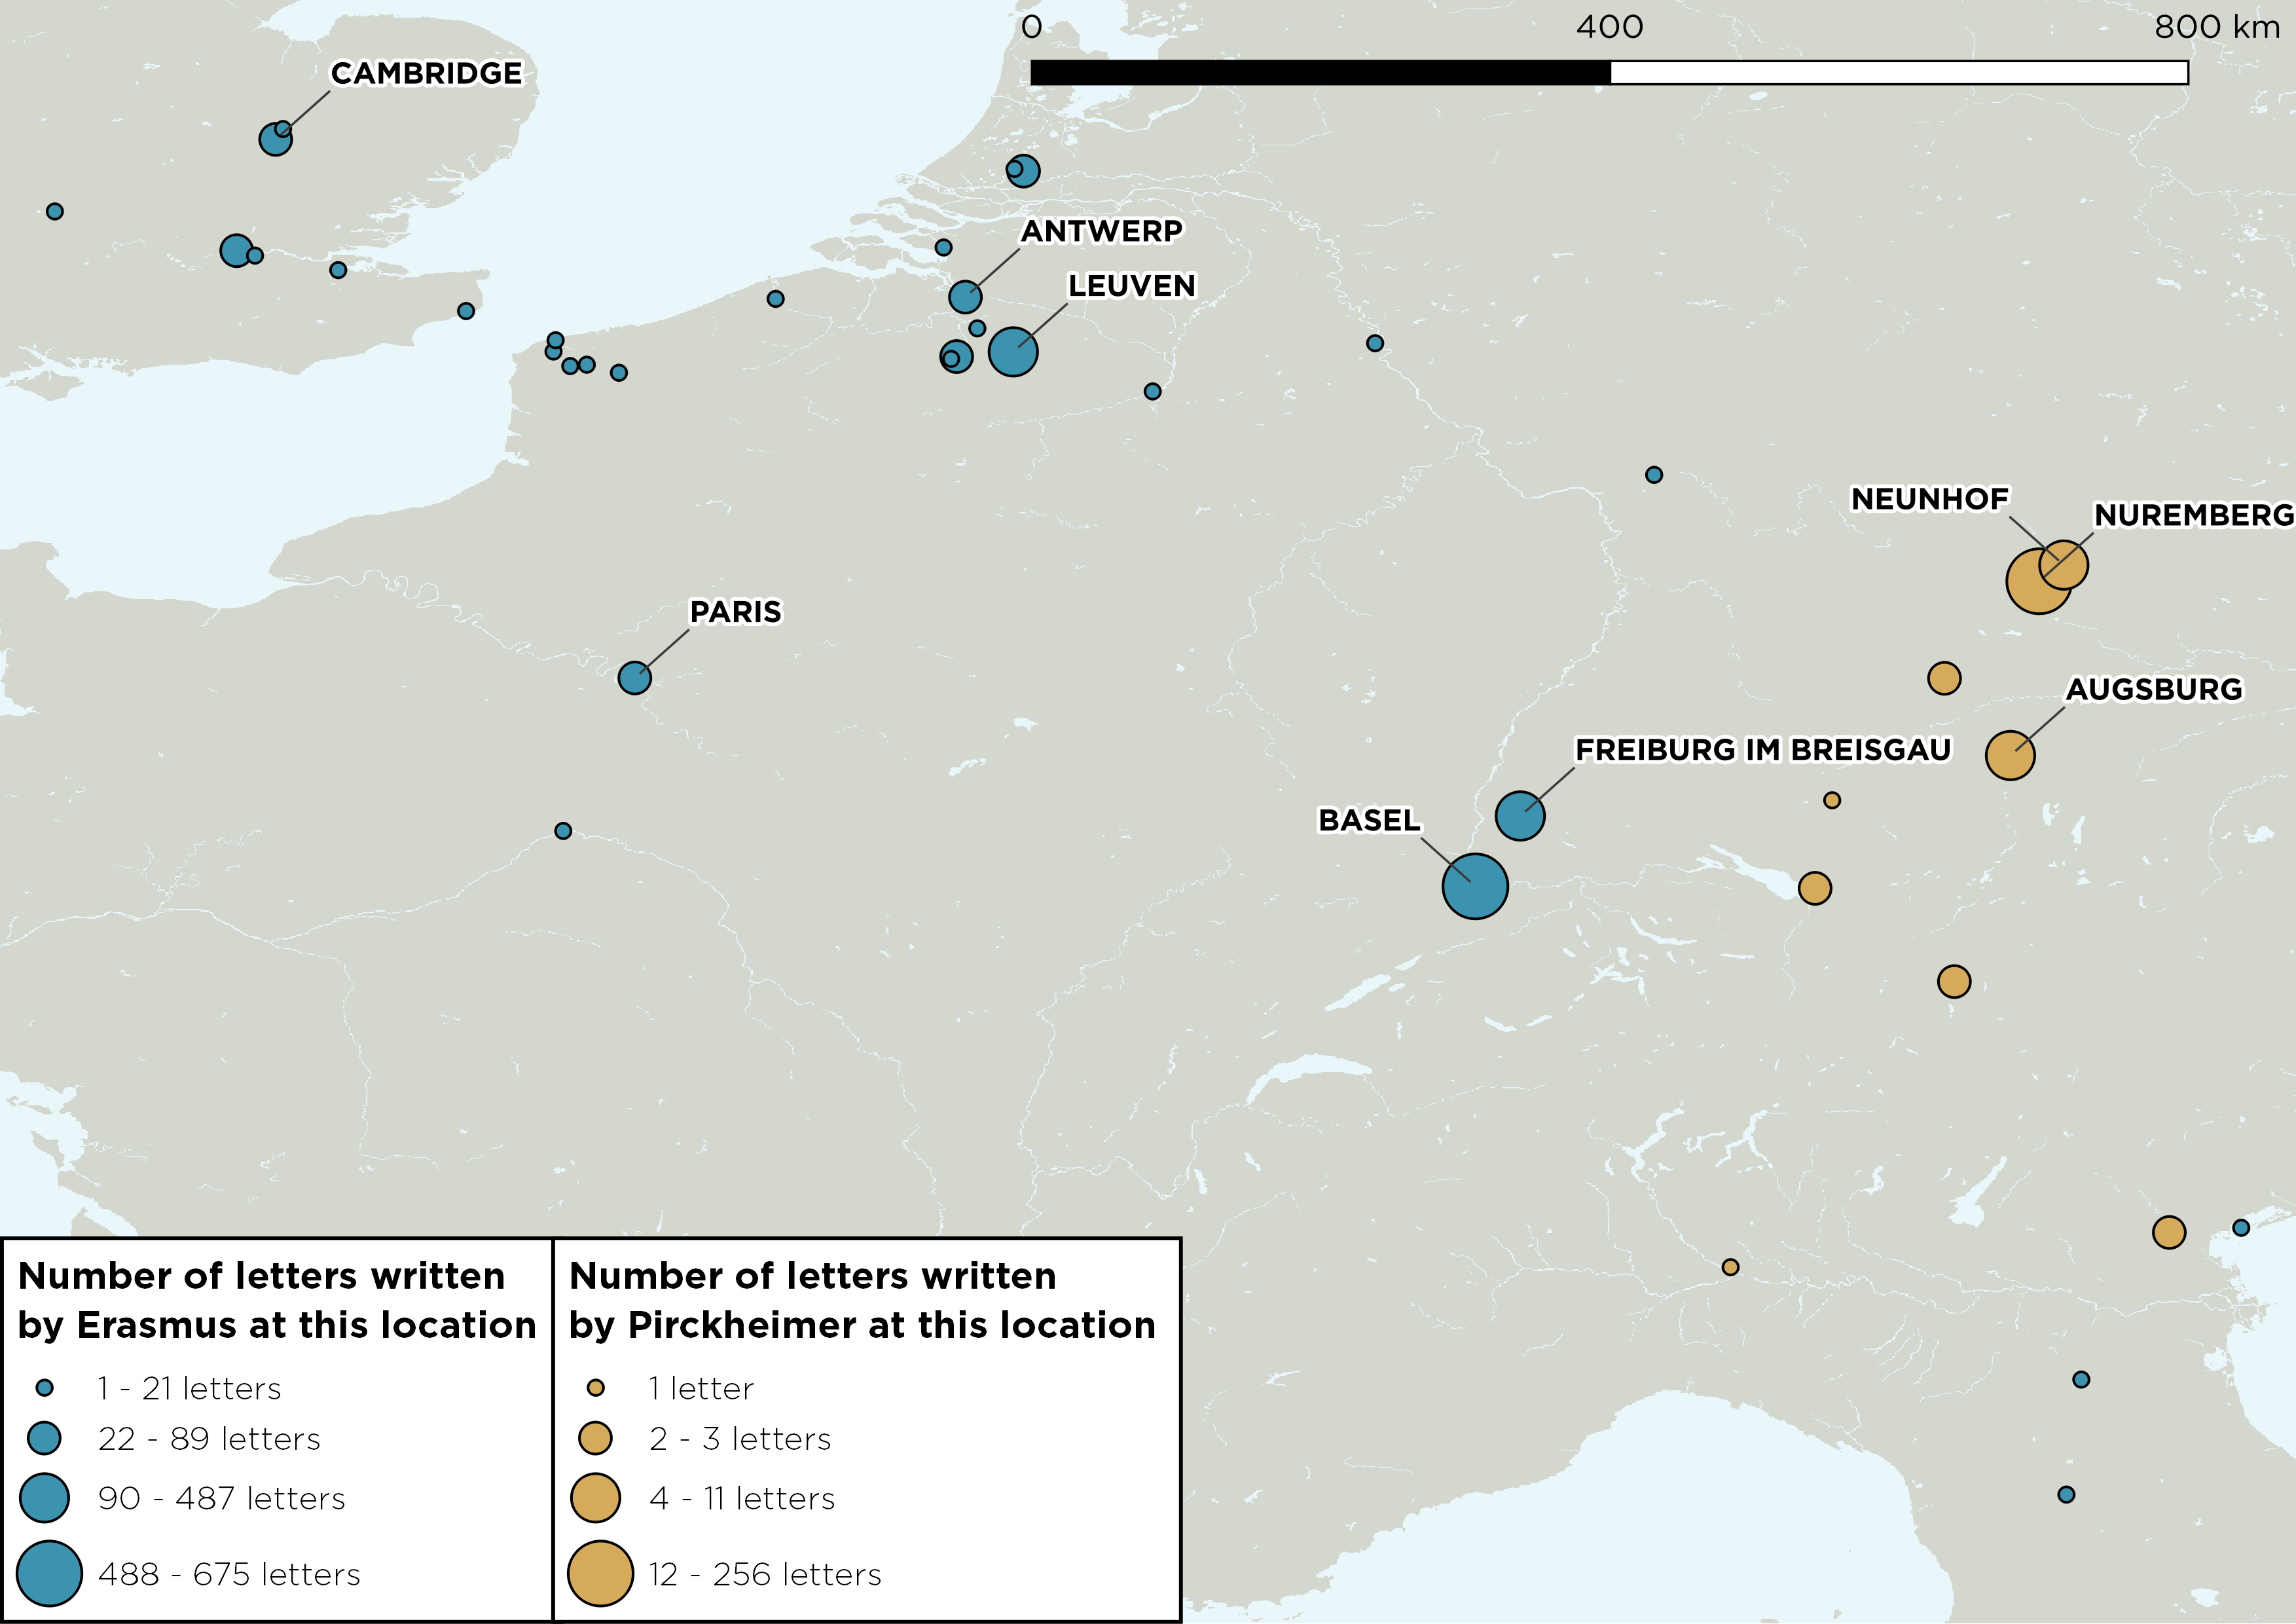 0 400 800 km
CAMBRIDGE
ANTWERP
LEUVEN
NEUNHOF
NUREMBERG
PARIS
AUGSBURG
FREIBURG IM BREISGAU
BASEL
Number of letters written
by Erasmus at this location
1 - 21 letters
22 - 89 letters
90 - 487 letters
488 - 675 letters
Number of letters written
by Pirckheimer at this location
1 letter
2 - 3 letters
4 - 11 letters
12 - 256 letters